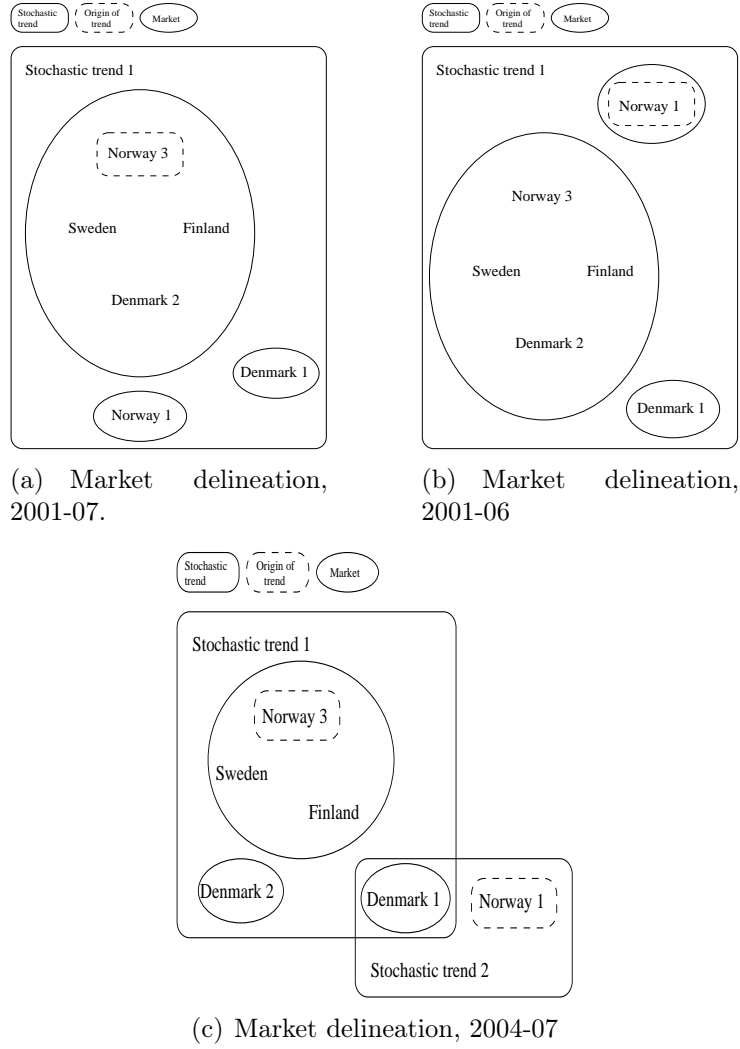 Stochastic
trend
Origin of
trend
Market
Stochastic trend 1
Norway 3
Sweden Finland
Denmark 2
Denmark 1
Norway 1
(a) Market delineation,
2001-07.
Stochastic
trend
Origin of
trend
Market
Stochastic trend 1
Norway 1
Norway 3
Sweden Finland
Denmark 2
Denmark 1
(b) Market delineation,
2001-06
Stochastic
trend
Origin of
trend
Market
Stochastic trend 1
Norway 3
Sweden
Finland
Denmark 2
Denmark 1
Norway 1
Stochastic trend 2
(c) Market delineation, 2004-07